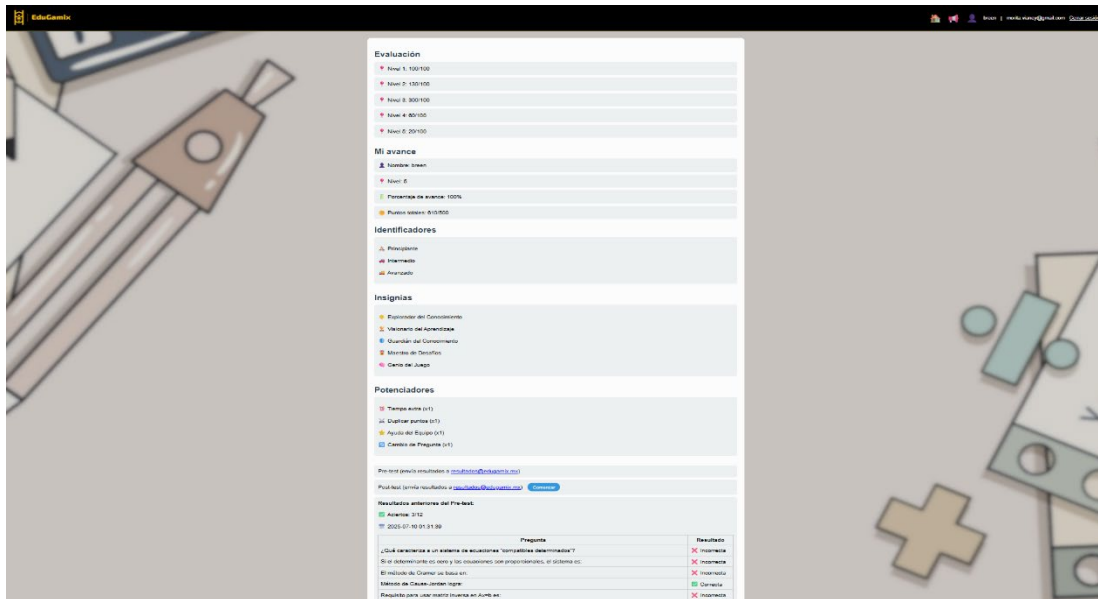 EduGamix
breen |
Evaluación
Nivel 1: 100/100
Nivel 2: 130/100
Nivel 3: 300/100
Nivel 4: 60/100
Nivel 5: 20/100
Mi avance
Nombre: breen
Nivel: 5
Porcentaje de avance: 100%
Puntos totales: 610/500
Identificadores
Principiante
Intermedio
Avanzado
Insignias
Explorador del Conocimiento
Visionario del Aprendizaje
Guardián del Conocimiento
Maestro de Desafíos
Genio del Juego
Potenciadores
Tiempo extra (x1)
Duplicar puntos (x1)
Ayuda del Equipo (x1)
Cambio de Pregunta (x1)
Pre-test (envía resultados a resultados@edugamix.mx)
Post-test (envía resultados a resultados@edugamix.mx) Comenzar
Resultados anteriores del Pre-test:
Aciertos: 3/12
2025-07-10 01:31:39
Pregunta Resultado
¿Qué caracteriza a un sistema de ecuaciones "compatibles determinados"? Incorrecta
Si el determinante es cero y las ecuaciones son proporcionales, el sistema es: Incorrecta
El método de Cramer se basa en: Incorrecta
Método de Gauss-Jordan logra: Correcta
Requisito para usar matriz inversa en Ax=b es: Incorrecta